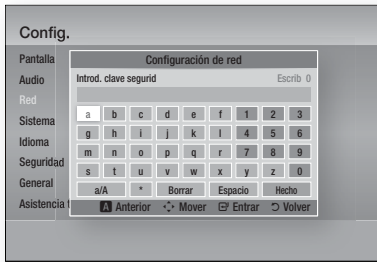 Config.
Pantalla
Audio
Red
Sistema
Idioma
Seguridad
General
Asistencia
Configuración de red
Introd. clave segurid
Escrib 0
a b c d e f 1 2 3
g h i j k l 4 5 6
m n o p q r 7 8 9
s t u v w x y z 0
a/A * Borrar Espacio Hecho
A Anterior Mover Entrar Volver